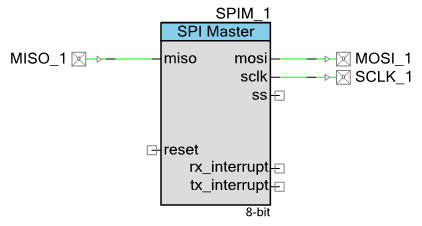 SPIM_1
SPI Master
MISO_1
miso
mosi
MOSI_1
sclk
SCLK_1
ss
reset
rx_interrupt
tx_interrupt
8-bit